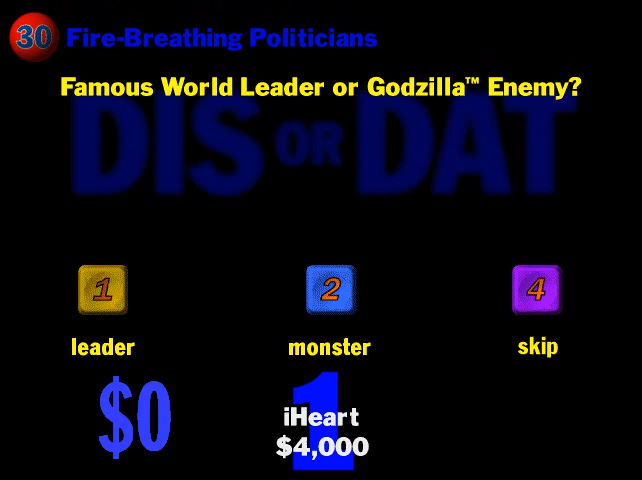 30 Fire-Breathing Politicians
Famous World Leader or Godzilla™ Enemy?
DIS OR DAT
1 2 4
leader monster skip
$0 1
iHeart
$4,000